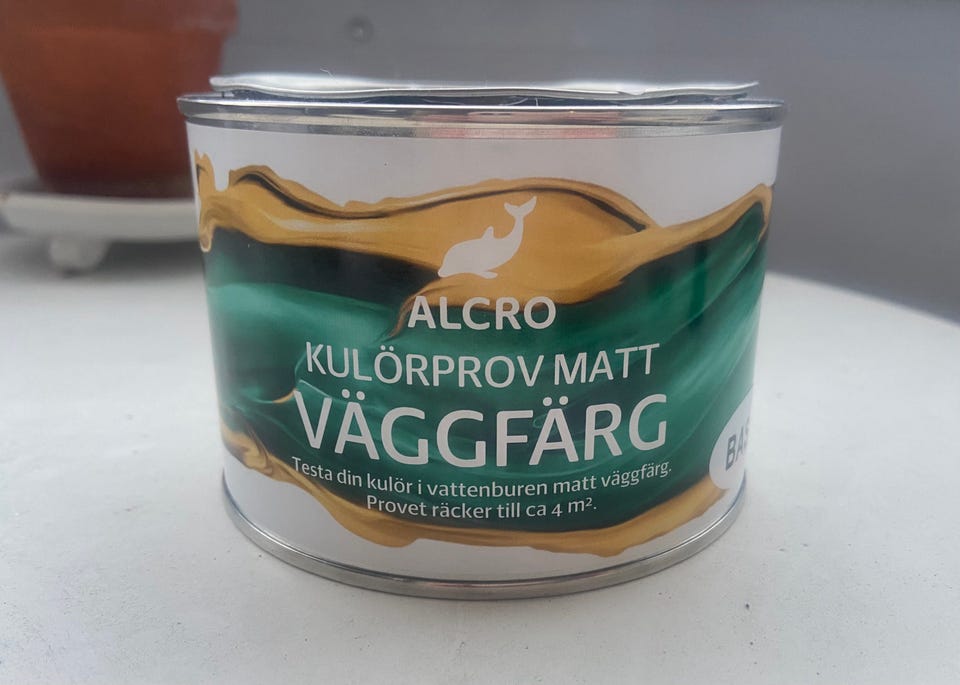 ALCRO
KULÖRPROV MATT
VÄGGFÄRG
Testa din kulör i vattenburen matt väggfärg.
Provet räcker till ca 4 m².